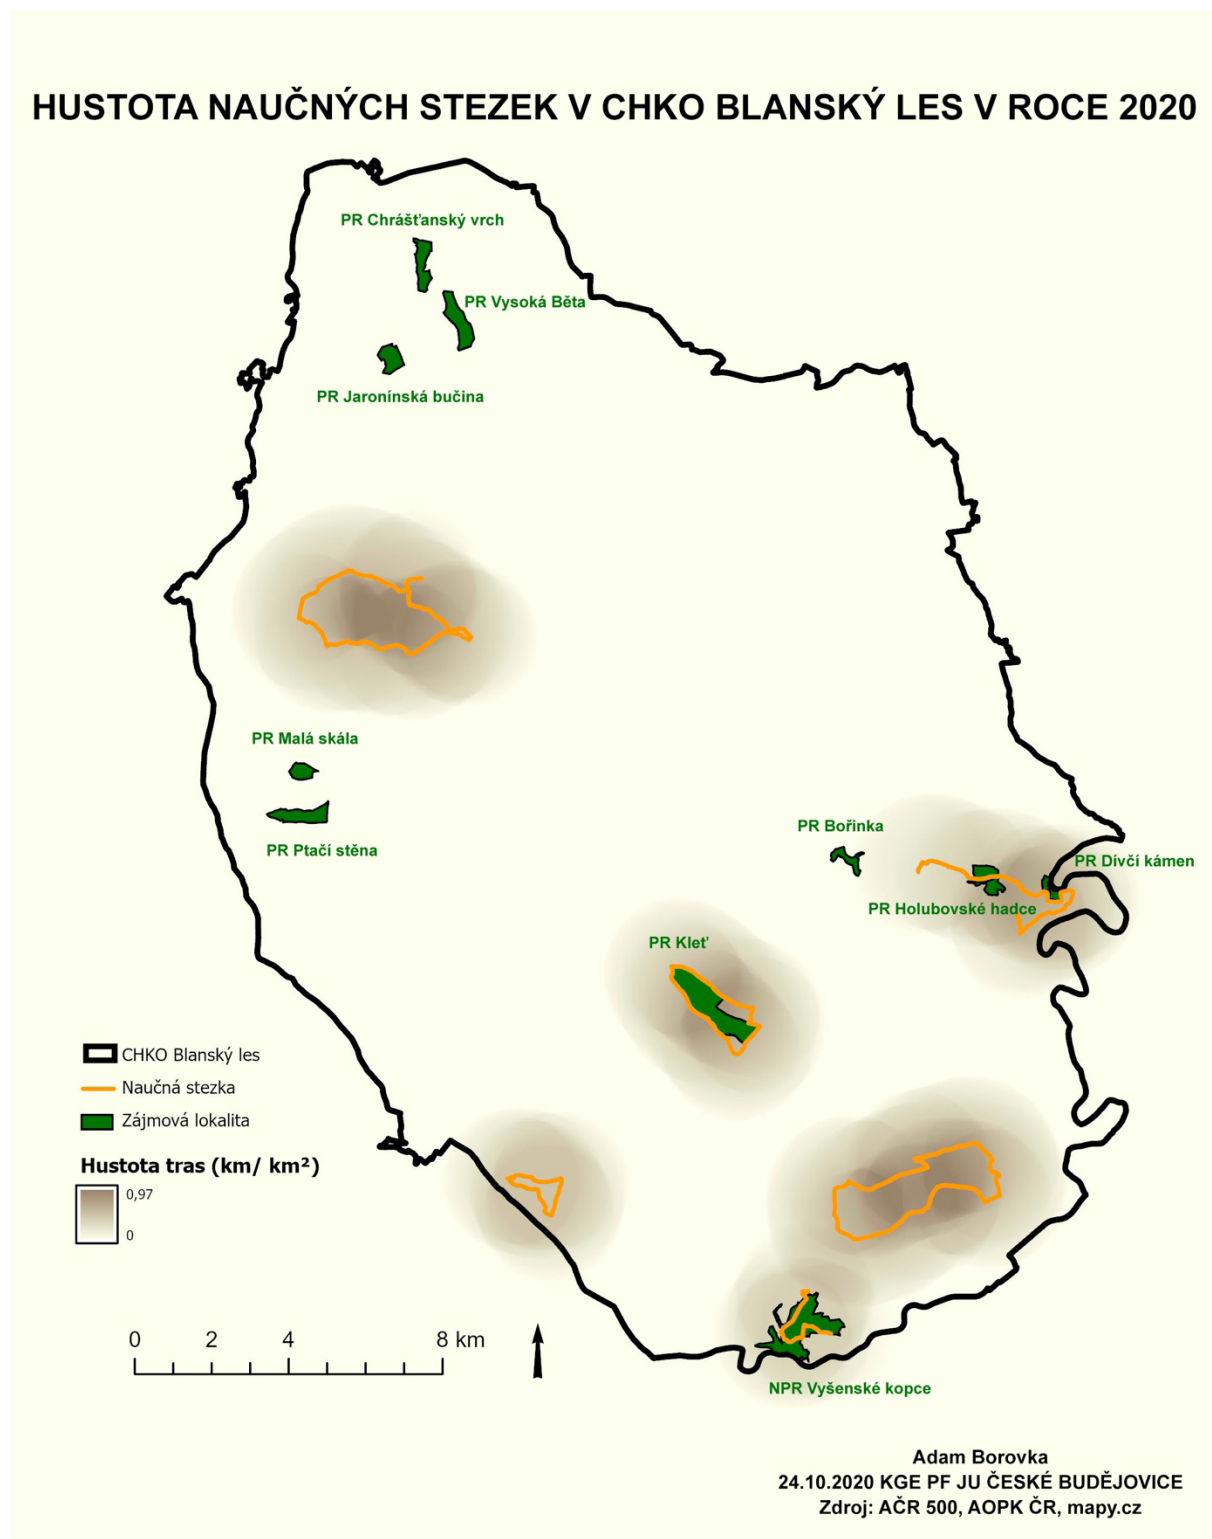 HUSTOTA NAUČNÝCH STEZEK V CHKO BLANSKÝ LES V ROCE 2020
PR Chrášťanský vrch
PR Vysoká Běta
PR Jaronínská bučina
PR Malá skála
PR Ptačí stěna
PR Bořinka
PR Dívčí kámen
PR Holubovské hadce
PR Kleť
CHKO Blanský les
Naučná stezka
Zájmová lokalita
Hustota tras (km/ km²)
0,97
0
0 2 4 8 km
NPR Vyšenské kopce
Adam Borovka
24.10.2020 KGE PF JU ČESKÉ BUDĚJOVICE
Zdroj: AČR 500, AOPK ČR, mapy.cz